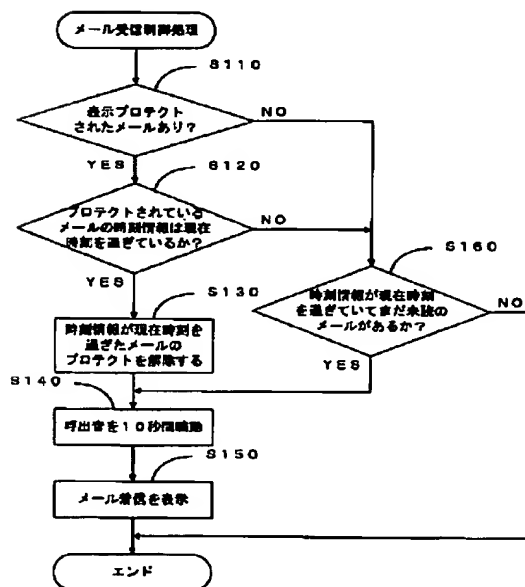 メール受信制御処理
S110
表示プロテクト
されたメールあり？
NO
YES
S120
プロテクトされている
メールの時刻情報は現在
時刻を過ぎているか？
NO
YES
S160
時刻情報が現在時刻
を過ぎていてまだ未読の
メールがあるか？
NO
YES
S130
時刻情報が現在時刻を
過ぎたメールの
プロテクトを解除する
S140
呼出音を10秒間鳴動
S150
メール着信を表示
エンド